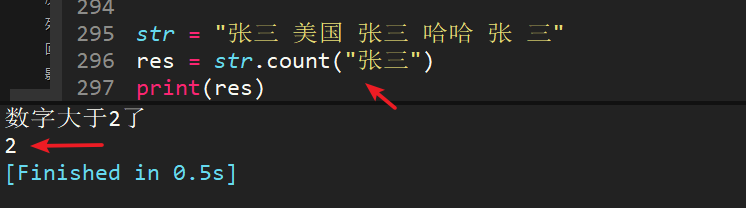 294
295 str = "张三 美国 张三 哈哈 张 三"
296 res = str.count("张三")
297 print(res)
数字大于2了
2
[Finished in 0.5s]